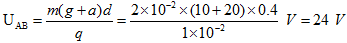 U_AB = m(g+a)d / q = 2×10⁻²×(10+20)×0.4 / 1×10⁻² V = 24 V